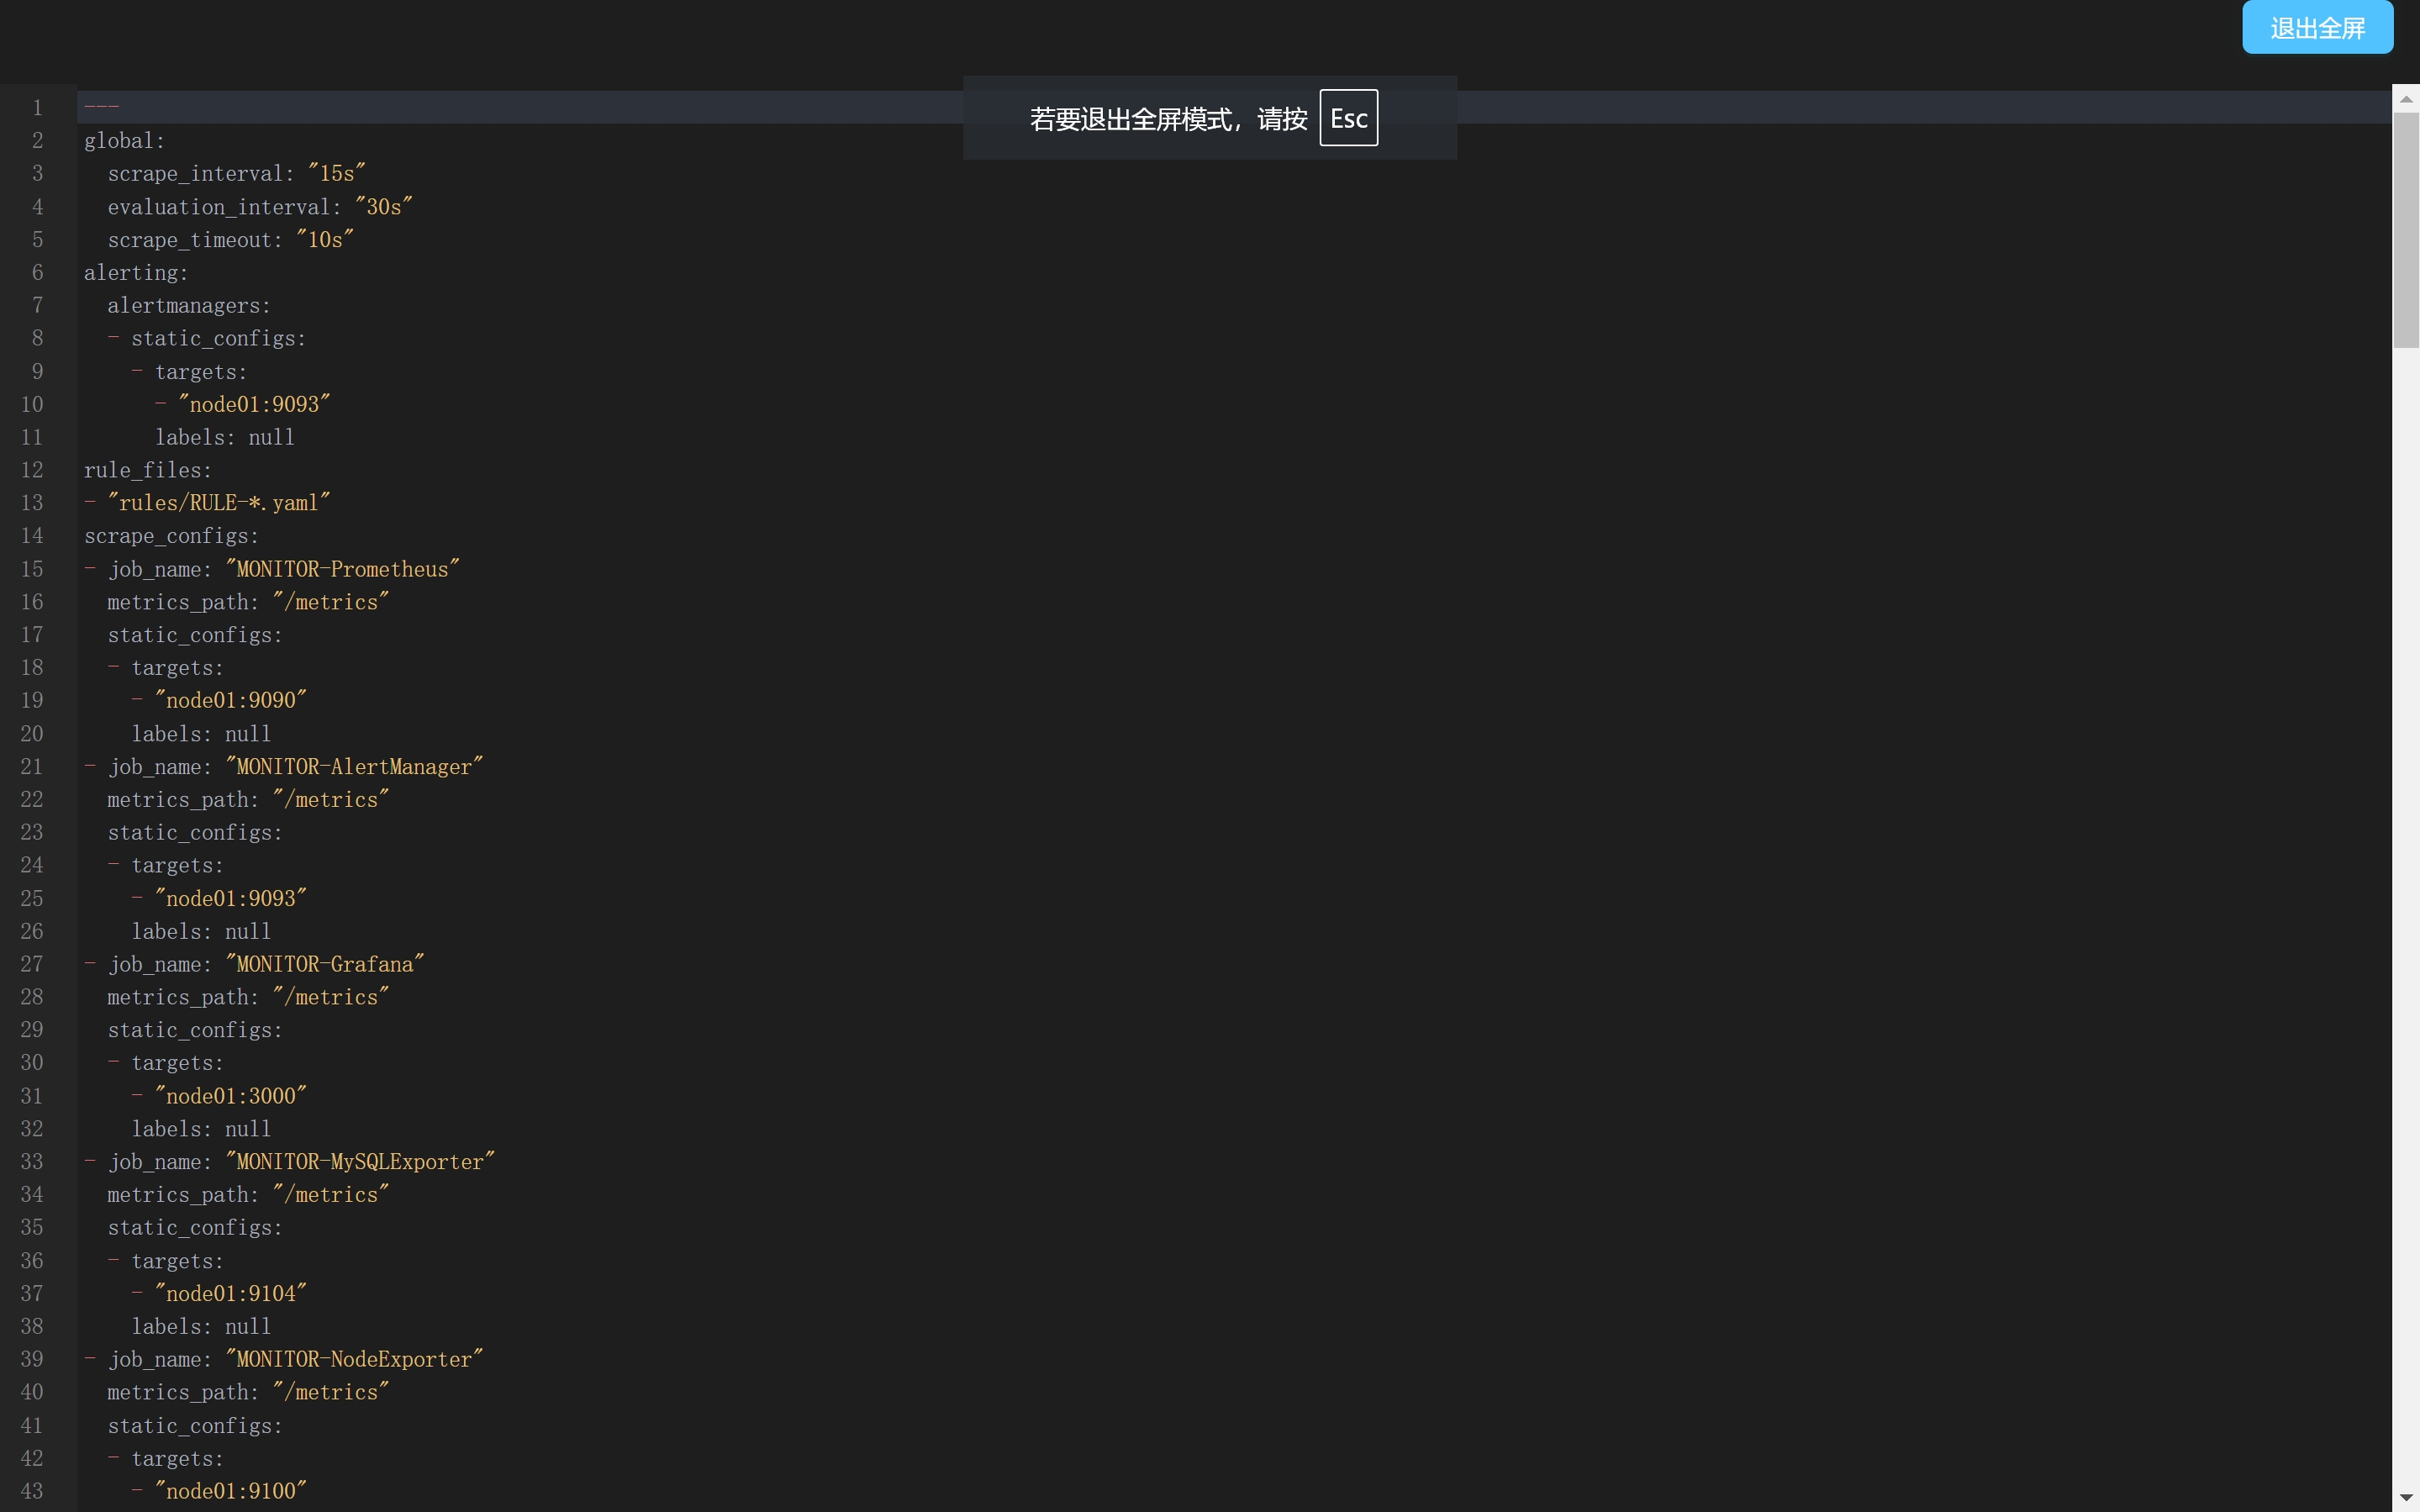 退出全屏
若要退出全屏模式，请按 Esc
1 ---
2 global:
3   scrape_interval: "15s"
4   evaluation_interval: "30s"
5   scrape_timeout: "10s"
6 alerting:
7   alertmanagers:
8   - static_configs:
9     - targets:
10       - "node01:9093"
11       labels: null
12 rule_files:
13 - "rules/RULE-*.yaml"
14 scrape_configs:
15 - job_name: "MONITOR-Prometheus"
16   metrics_path: "/metrics"
17   static_configs:
18   - targets:
19     - "node01:9090"
20     labels: null
21 - job_name: "MONITOR-AlertManager"
22   metrics_path: "/metrics"
23   static_configs:
24   - targets:
25     - "node01:9093"
26     labels: null
27 - job_name: "MONITOR-Grafana"
28   metrics_path: "/metrics"
29   static_configs:
30   - targets:
31     - "node01:3000"
32     labels: null
33 - job_name: "MONITOR-MySQLExporter"
34   metrics_path: "/metrics"
35   static_configs:
36   - targets:
37     - "node01:9104"
38     labels: null
39 - job_name: "MONITOR-NodeExporter"
40   metrics_path: "/metrics"
41   static_configs:
42   - targets:
43     - "node01:9100"